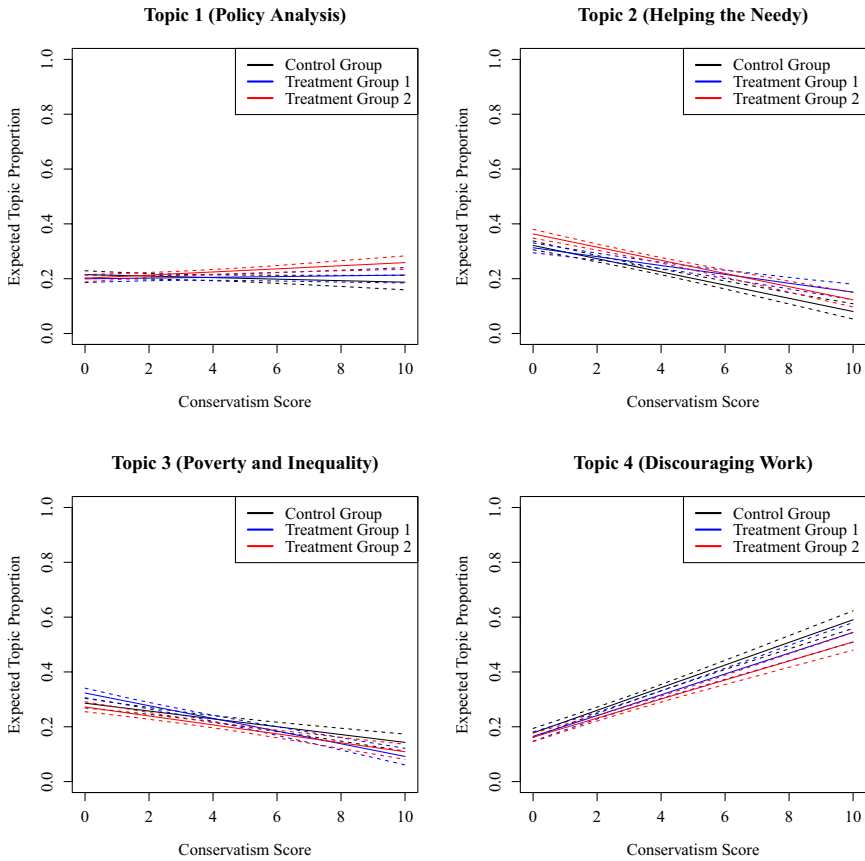 Topic 1 (Policy Analysis)
Expected Topic Proportion
1.0
0.8
0.6
0.4
0.2
0.0
Control Group
Treatment Group 1
Treatment Group 2
0 2 4 6 8 10
Conservatism Score
Topic 2 (Helping the Needy)
Expected Topic Proportion
1.0
0.8
0.6
0.4
0.2
0.0
Control Group
Treatment Group 1
Treatment Group 2
0 2 4 6 8 10
Conservatism Score
Topic 3 (Poverty and Inequality)
Expected Topic Proportion
1.0
0.8
0.6
0.4
0.2
0.0
Control Group
Treatment Group 1
Treatment Group 2
0 2 4 6 8 10
Conservatism Score
Topic 4 (Discouraging Work)
Expected Topic Proportion
1.0
0.8
0.6
0.4
0.2
0.0
Control Group
Treatment Group 1
Treatment Group 2
0 2 4 6 8 10
Conservatism Score